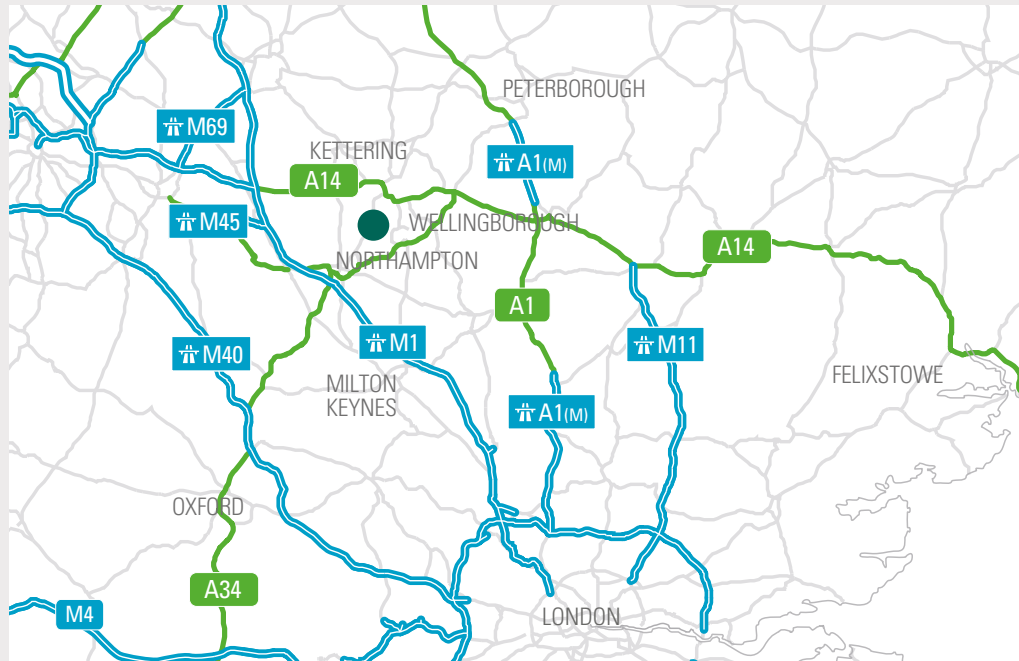 PETERBOROUGH
M69
KETTERING
A1(M)
A14
M45
WELLINGBOROUGH
A14
NORTHAMPTON
A1
M40
M1
M11
MILTON
KEYNES
FELIXSTOWE
A1(M)
OXFORD
A34
M4
LONDON